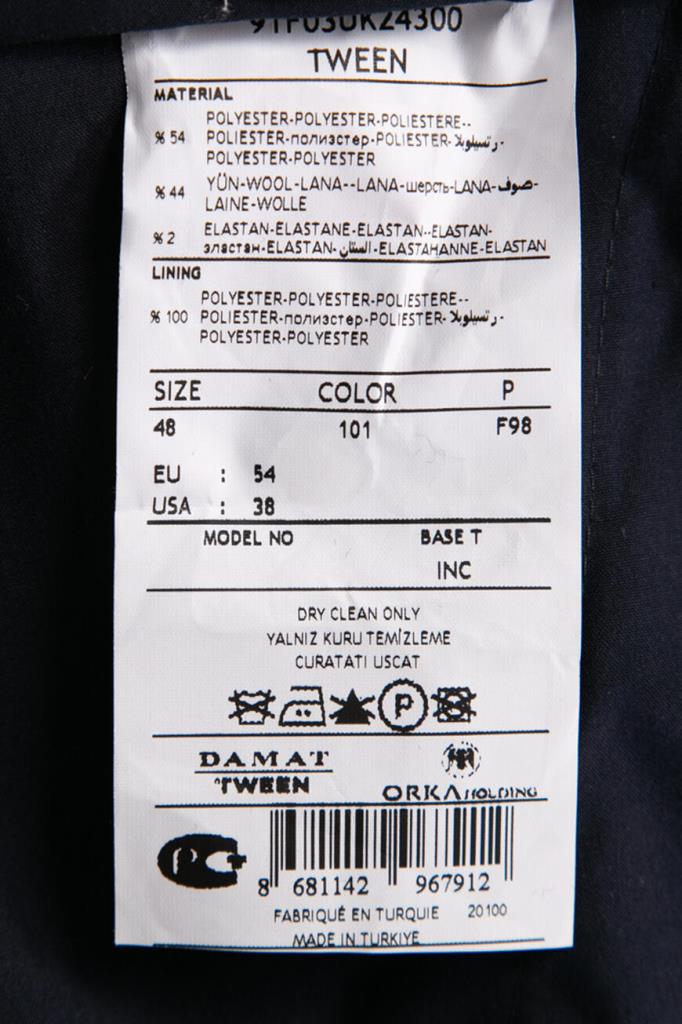 TWEEN
MATERIAL
POLYESTER-POLYESTER-POLIESTERE--
% 54 POLIESTER-полиэстер-POLIESTER-رتسيلوبلا-
POLYESTER-POLYESTER
% 44 YÜN-WOOL-LANA--LANA-шерсть-LANA-صوف-
LAINE-WOLLE
% 2 ELASTAN-ELASTANE-ELASTAN--ELASTAN-
эластан-ELASTAN-الستان-ELASTAHANNE-ELASTAN
LINING
POLYESTER-POLYESTER-POLIESTERE--
% 100 POLIESTER-полиэстер-POLIESTER-رتسيلوبلا-
POLYESTER-POLYESTER
SIZE COLOR P
48 101 F98
EU : 54
USA : 38
MODEL NO BASE T
INC
DRY CLEAN ONLY
YALNIZ KURU TEMİZLEME
CURATATI USCAT
P
DAMAT
TWEEN
ORKA HOLDING
8 681142 967912
FABRIQUÉ EN TURQUIE 20100
MADE IN TURKIYE